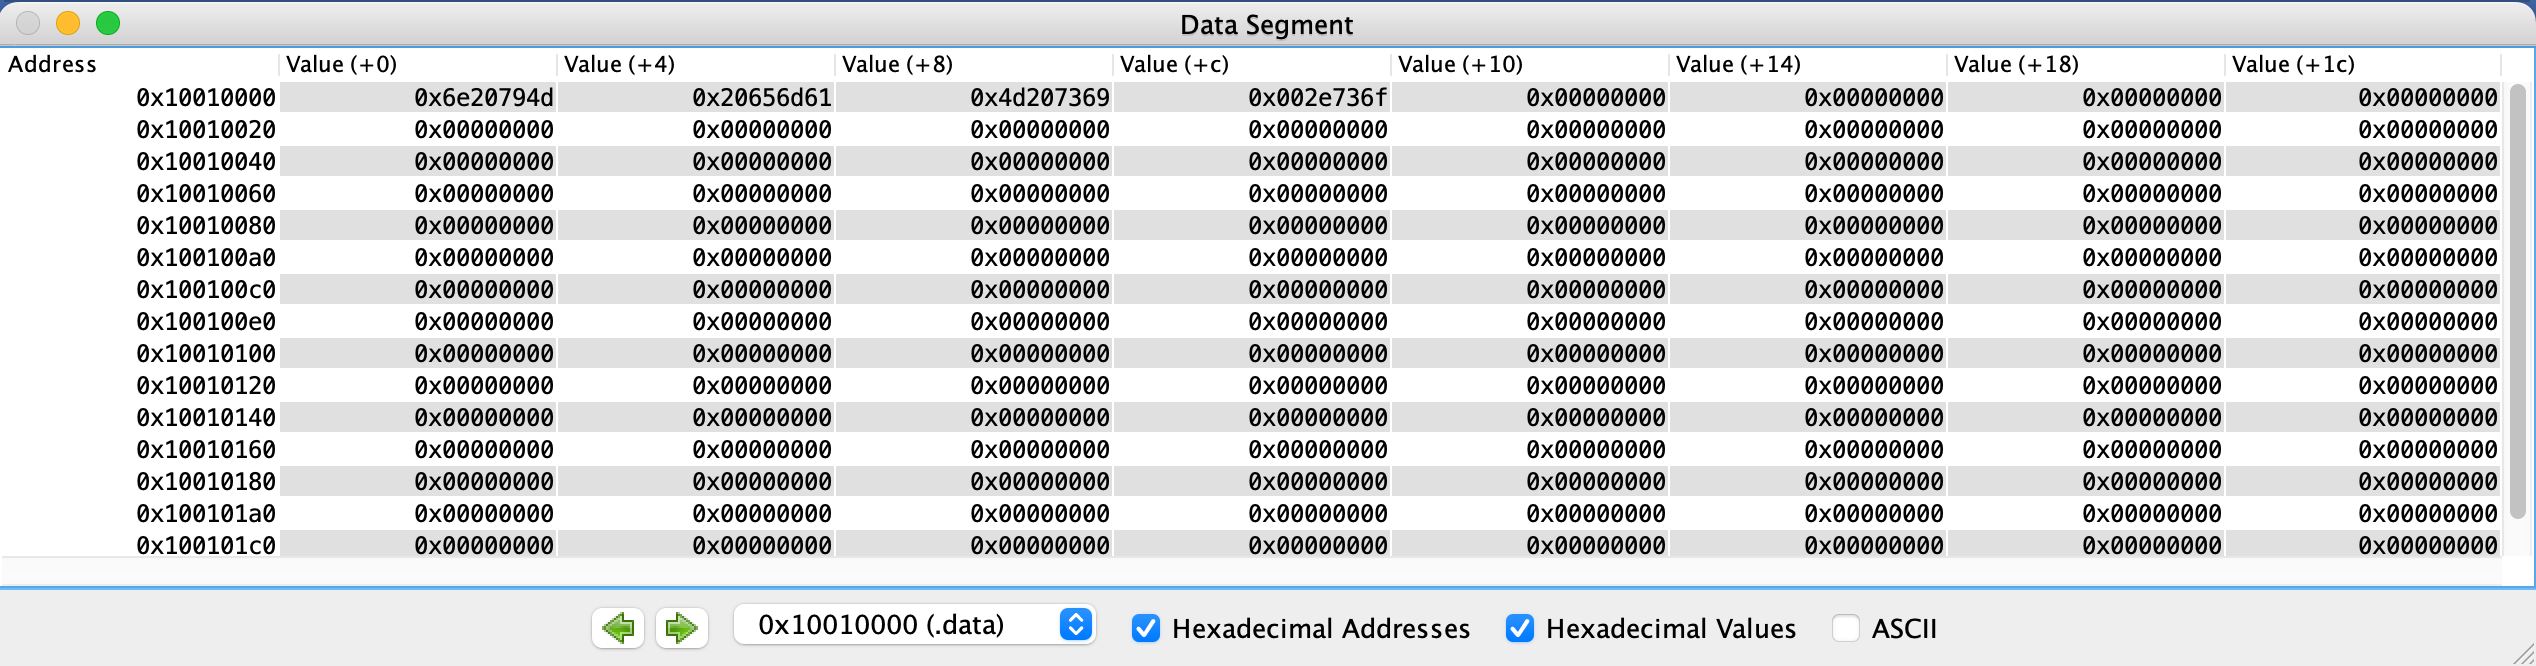 Data Segment
Address Value (+0) Value (+4) Value (+8) Value (+c) Value (+10) Value (+14) Value (+18) Value (+1c)
0x10010000 0x6e20794d 0x20656d61 0x4d207369 0x002e736f 0x00000000 0x00000000 0x00000000 0x00000000
0x10010020 0x00000000 0x00000000 0x00000000 0x00000000 0x00000000 0x00000000 0x00000000 0x00000000
0x10010040 0x00000000 0x00000000 0x00000000 0x00000000 0x00000000 0x00000000 0x00000000 0x00000000
0x10010060 0x00000000 0x00000000 0x00000000 0x00000000 0x00000000 0x00000000 0x00000000 0x00000000
0x10010080 0x00000000 0x00000000 0x00000000 0x00000000 0x00000000 0x00000000 0x00000000 0x00000000
0x100100a0 0x00000000 0x00000000 0x00000000 0x00000000 0x00000000 0x00000000 0x00000000 0x00000000
0x100100c0 0x00000000 0x00000000 0x00000000 0x00000000 0x00000000 0x00000000 0x00000000 0x00000000
0x100100e0 0x00000000 0x00000000 0x00000000 0x00000000 0x00000000 0x00000000 0x00000000 0x00000000
0x10010100 0x00000000 0x00000000 0x00000000 0x00000000 0x00000000 0x00000000 0x00000000 0x00000000
0x10010120 0x00000000 0x00000000 0x00000000 0x00000000 0x00000000 0x00000000 0x00000000 0x00000000
0x10010140 0x00000000 0x00000000 0x00000000 0x00000000 0x00000000 0x00000000 0x00000000 0x00000000
0x10010160 0x00000000 0x00000000 0x00000000 0x00000000 0x00000000 0x00000000 0x00000000 0x00000000
0x10010180 0x00000000 0x00000000 0x00000000 0x00000000 0x00000000 0x00000000 0x00000000 0x00000000
0x100101a0 0x00000000 0x00000000 0x00000000 0x00000000 0x00000000 0x00000000 0x00000000 0x00000000
0x100101c0 0x00000000 0x00000000 0x00000000 0x00000000 0x00000000 0x00000000 0x00000000 0x00000000
0x10010000 (.data) Hexadecimal Addresses Hexadecimal Values ASCII